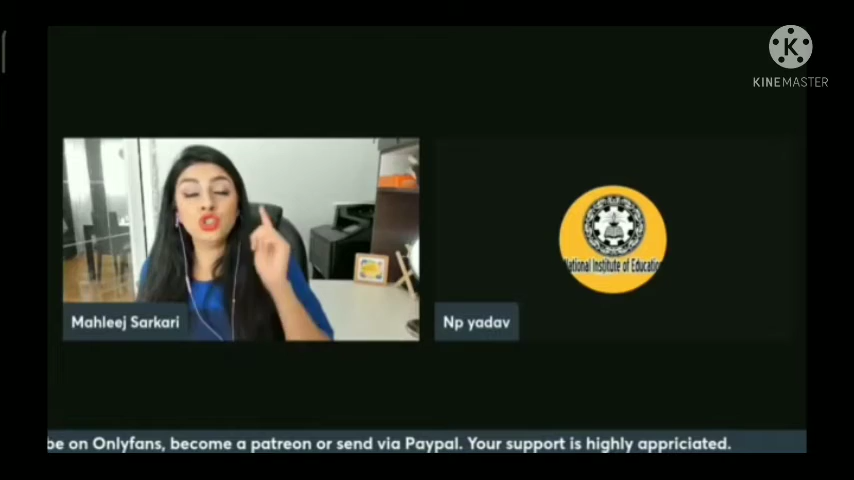 K
KINEMASTER
National Institute of Education
Mahleej Sarkari
Np yadav
be on Onlyfans, become a patreon or send via Paypal. Your support is highly appriciated.